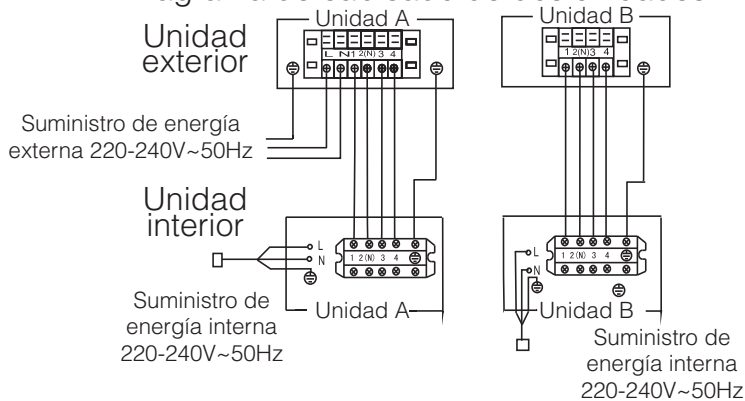 Unidad A
Unidad B
Unidad
exterior
L N 1 2(N) 3 4
1 2(N) 3 4
Suministro de energía
externa 220-240V~50Hz
Unidad
interior
L
N
1 2(N) 3 4
L
N
1 2(N) 3 4
Unidad A
Unidad B
Suministro de
energía interna
220-240V~50Hz
Suministro de
energía interna
220-240V~50Hz